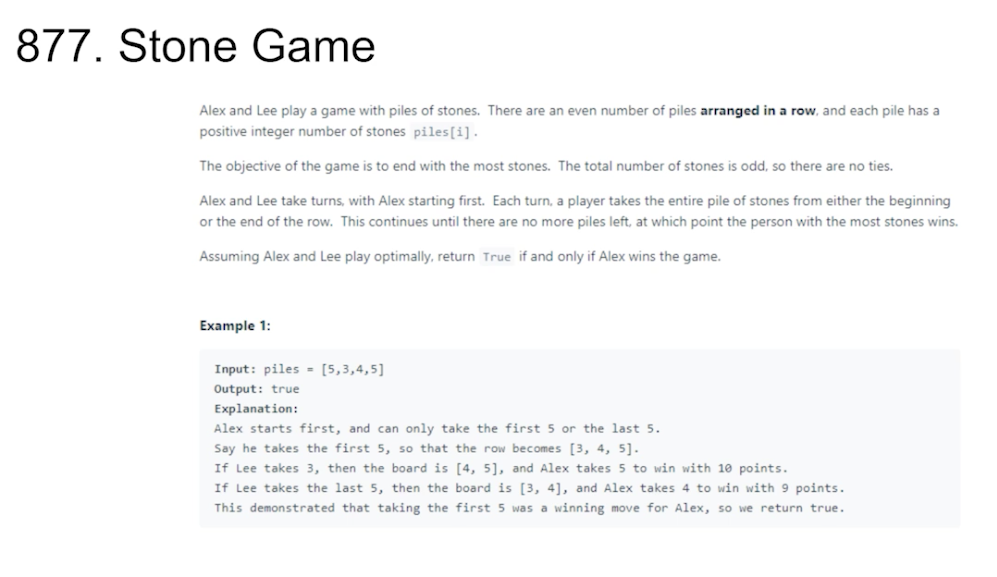 877. Stone Game
Alex and Lee play a game with piles of stones. There are an even number of piles arranged in a row, and each pile has a
positive integer number of stones piles[i].
The objective of the game is to end with the most stones. The total number of stones is odd, so there are no ties.
Alex and Lee take turns, with Alex starting first. Each turn, a player takes the entire pile of stones from either the beginning
or the end of the row. This continues until there are no more piles left, at which point the person with the most stones wins.
Assuming Alex and Lee play optimally, return True if and only if Alex wins the game.
Example 1:
Input: piles = [5,3,4,5]
Output: true
Explanation:
Alex starts first, and can only take the first 5 or the last 5.
Say he takes the first 5, so that the row becomes [3, 4, 5].
If Lee takes 3, then the board is [4, 5], and Alex takes 5 to win with 10 points.
If Lee takes the last 5, then the board is [3, 4], and Alex takes 4 to win with 9 points.
This demonstrated that taking the first 5 was a winning move for Alex, so we return true.